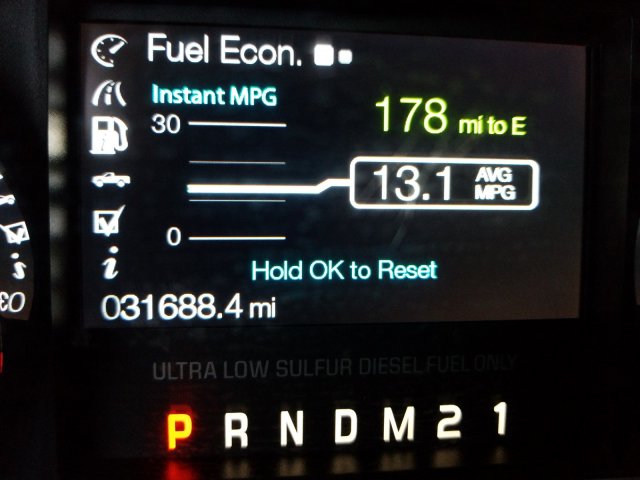 Fuel Econ.
Instant MPG
30
178 mi to E
13.1 AVG MPG
0
Hold OK to Reset
031688.4 mi
ULTRA LOW SULFUR DIESEL FUEL ONLY
P R N D M 2 1